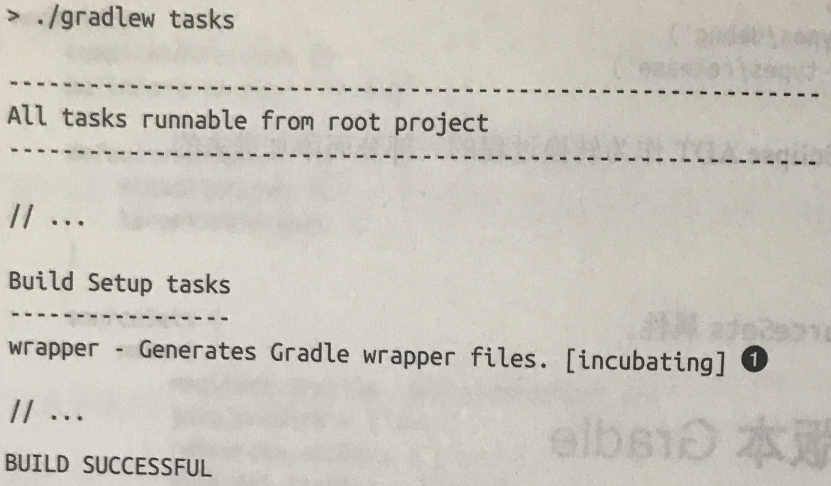 > ./gradlew tasks
------------------------------------------------------------
All tasks runnable from root project
------------------------------------------------------------
// ...
Build Setup tasks
-----------------
wrapper - Generates Gradle wrapper files. [incubating] ❶
// ...
BUILD SUCCESSFUL